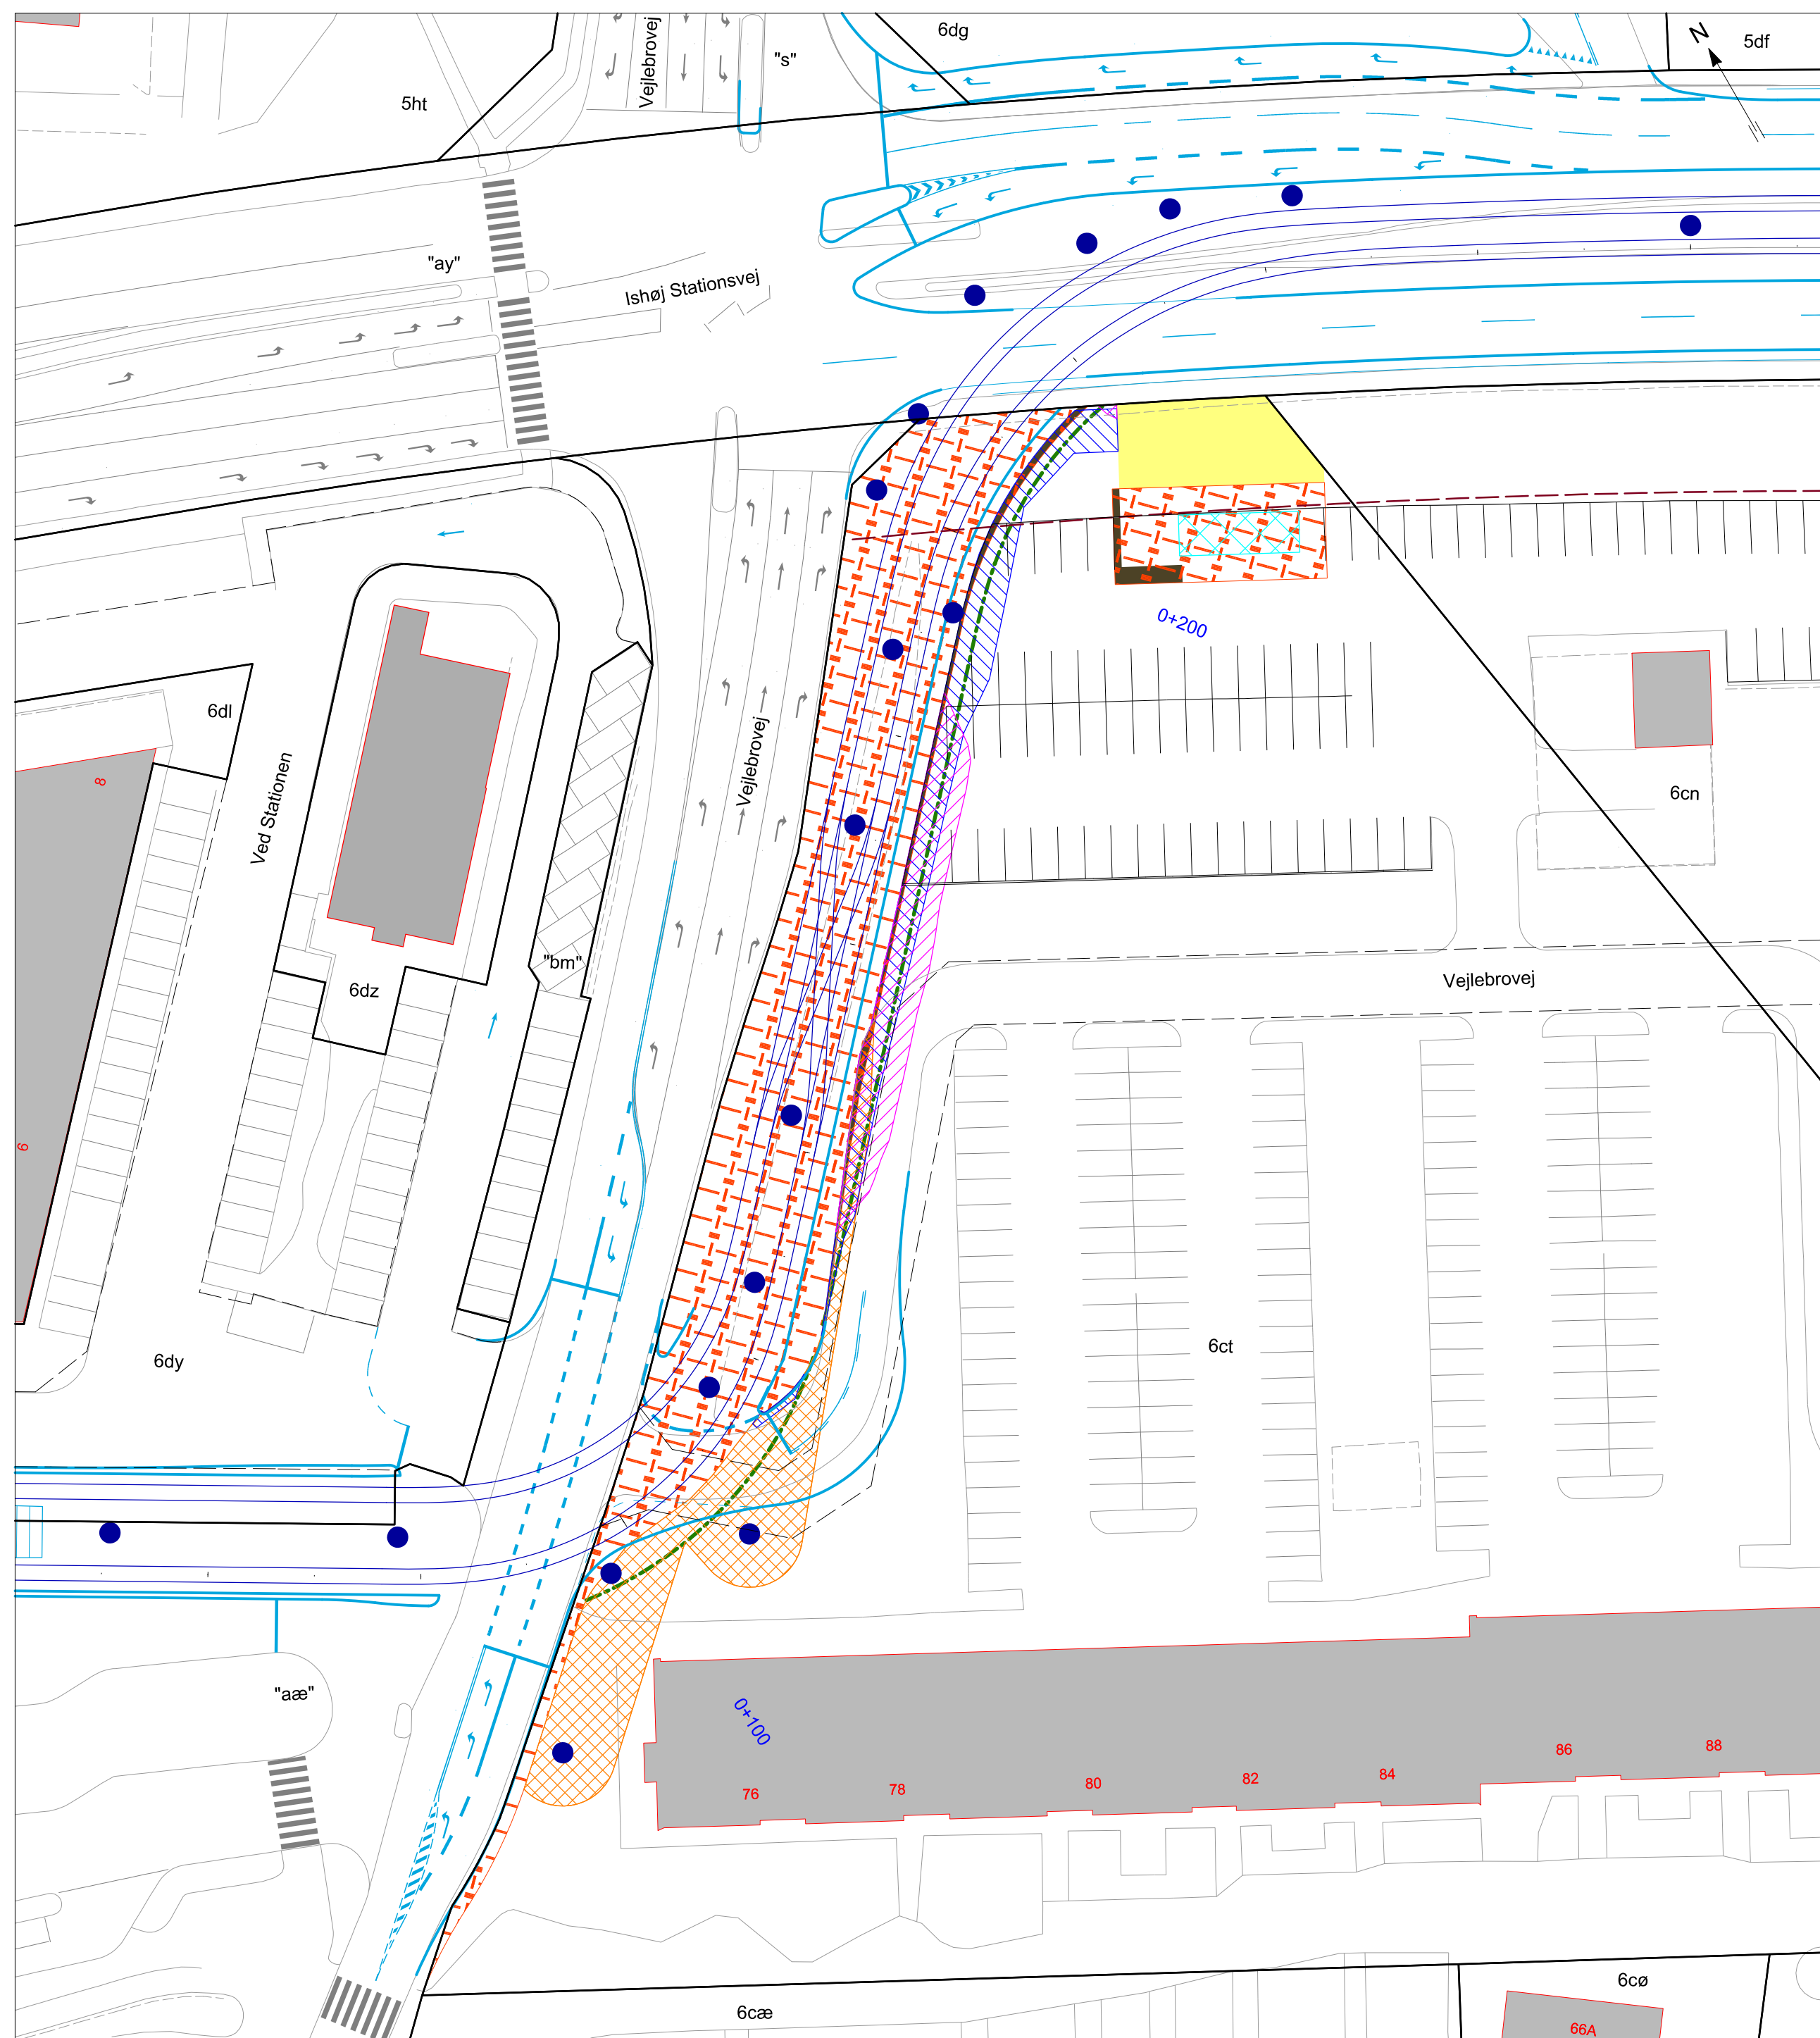 6dg
Vejlebrovej
"s"
N
5df
5ht
"ay"
Ishøj Stationsvej
0+200
6dl
8
Ved Stationen
Vejlebrovej
6cn
"bm"
6dz
Vejlebrovej
6
6ct
6dy
"aæ"
0+100
76
78
80
82
84
86
88
6cæ
6cø
66A